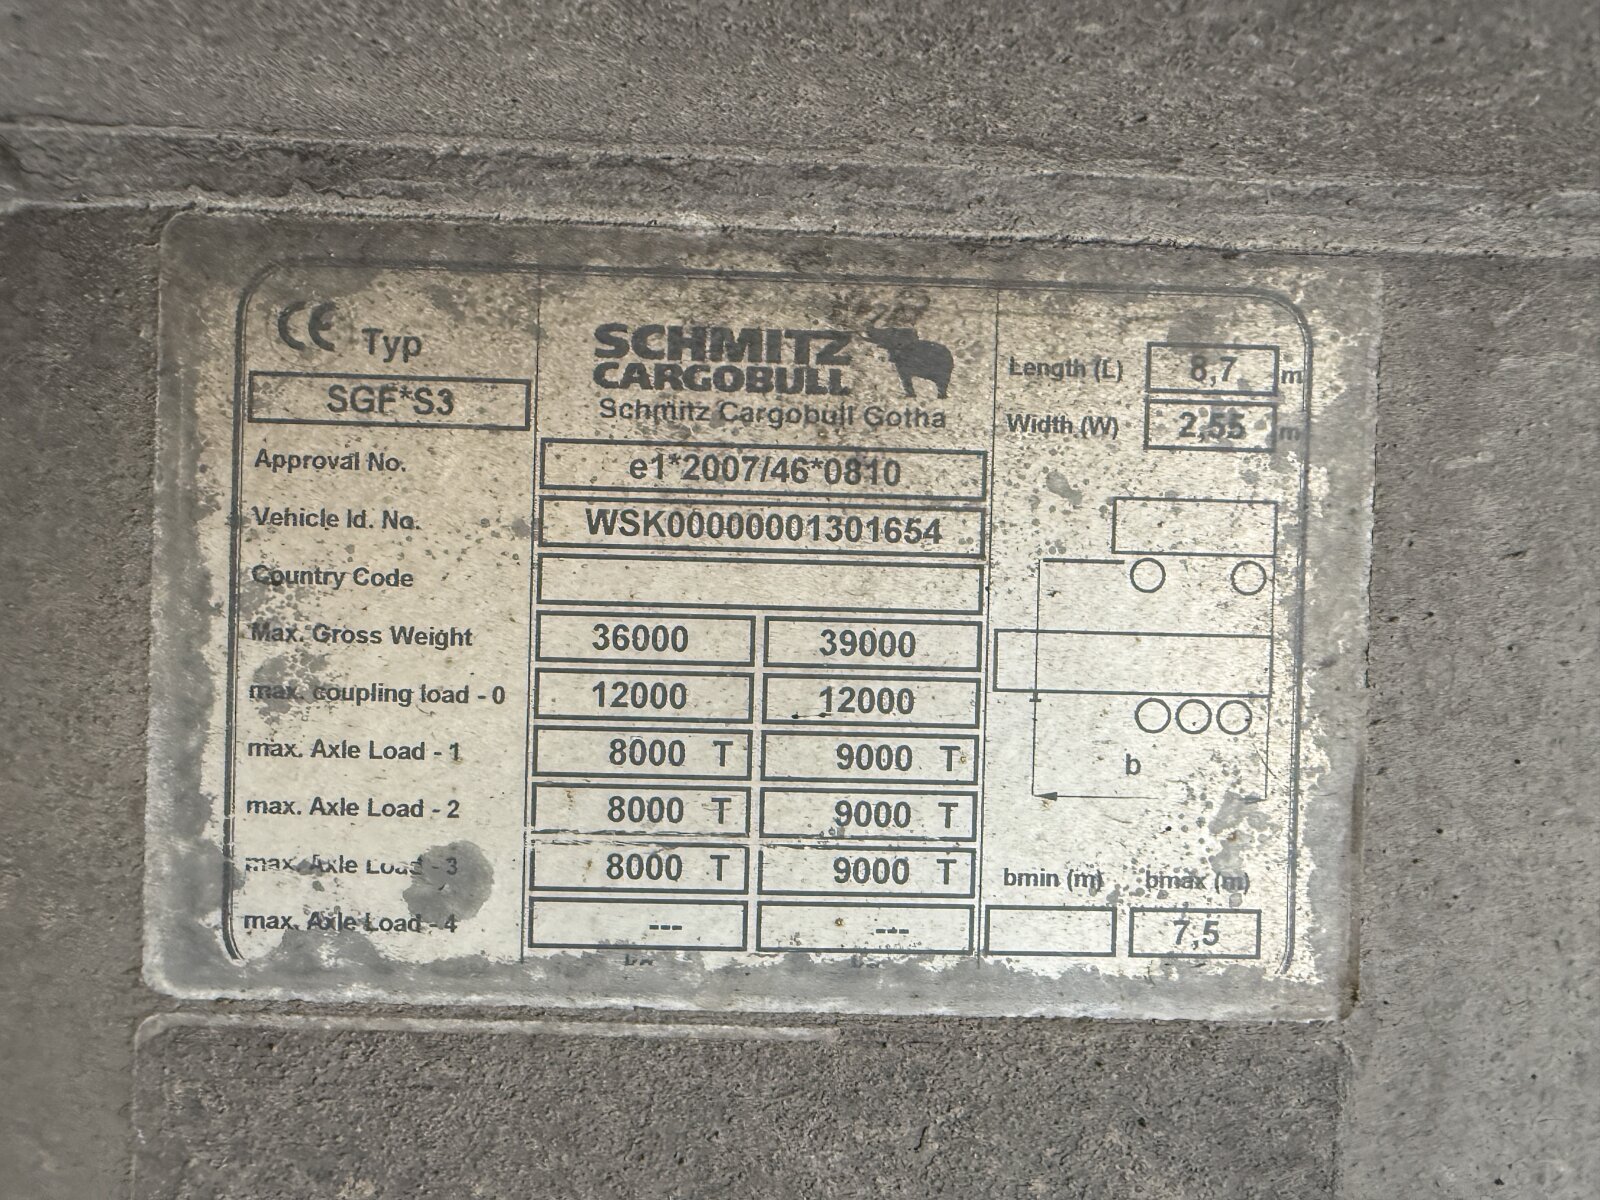 CE Typ
SGF*S3
SCHMITZ
CARGOBULL
Schmitz Cargobull Gotha
Length (L) 8,7 m
Width (W) 2,55 m
Approval No. e1*2007/46*0810
Vehicle Id. No. WSK00000001301654
Country Code
Max. Gross Weight 36000 39000
max. coupling load - 0 12000 12000
max. Axle Load - 1 8000 T 9000 T
max. Axle Load - 2 8000 T 9000 T
max. Axle Load - 3 8000 T 9000 T
max. Axle Load - 4 --- ---
kg kg
b
bmin (m) bmax (m)
7,5